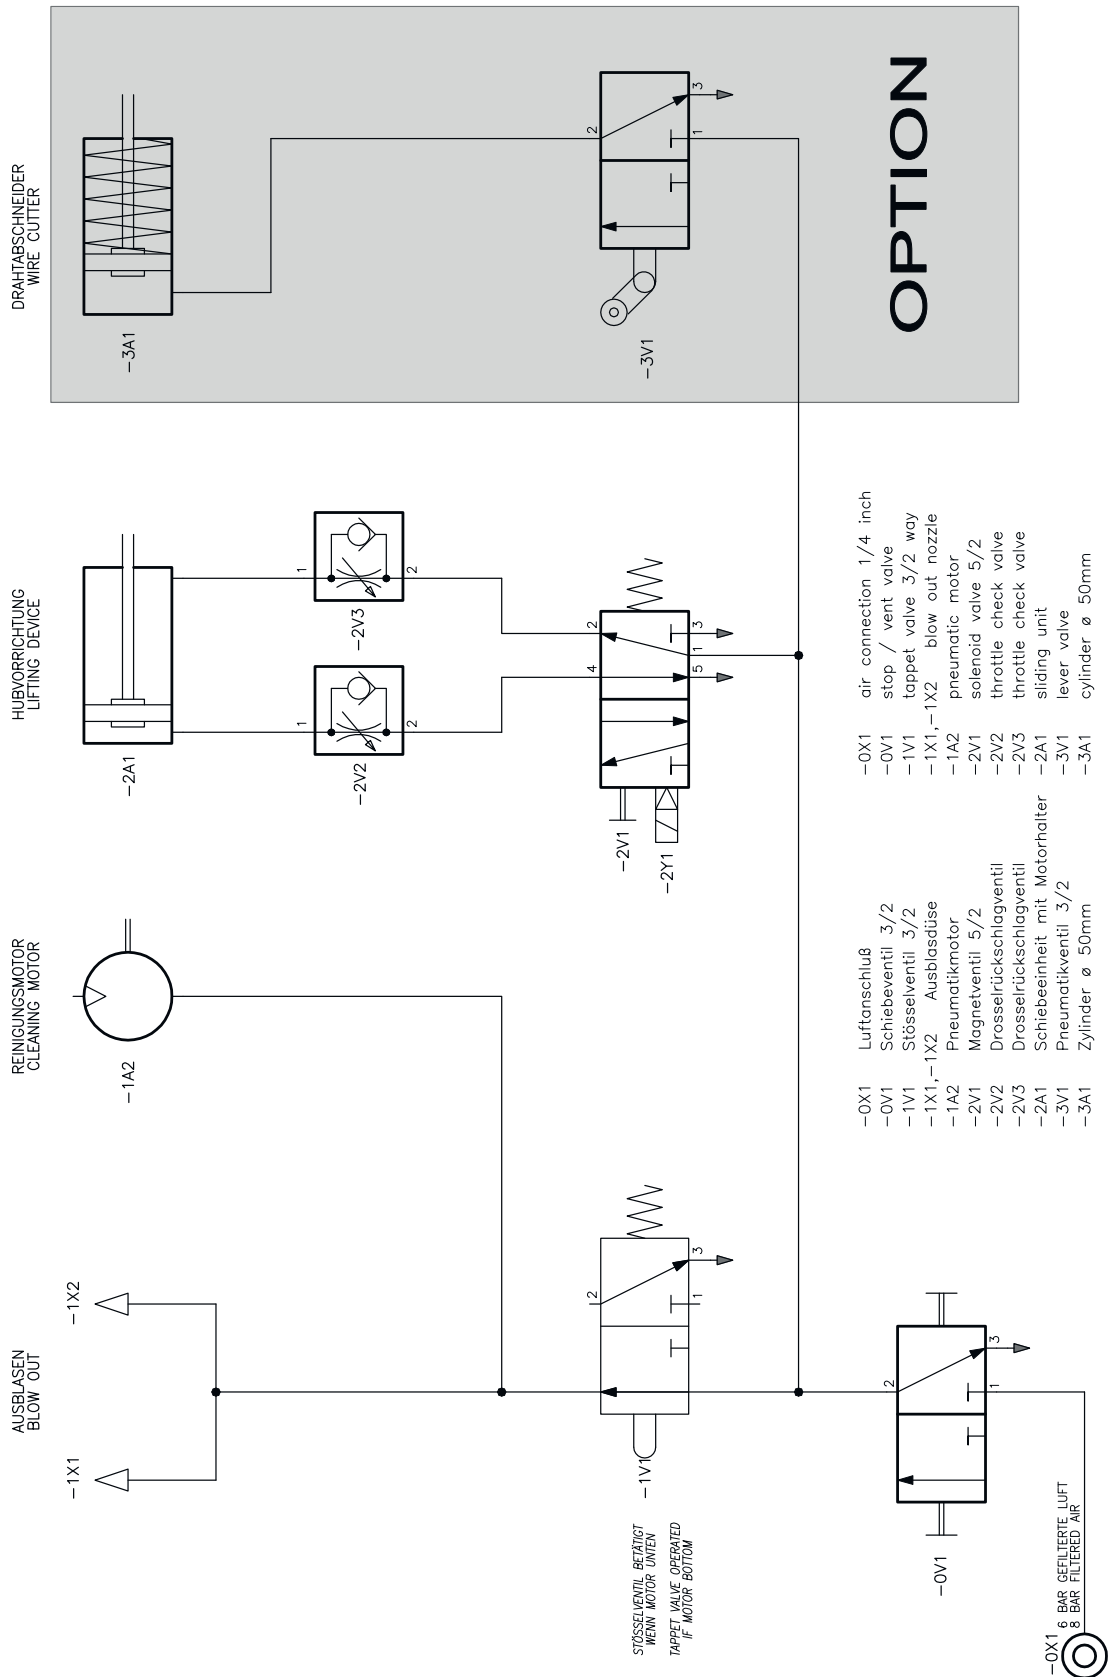 AUSBLASEN
BLOW OUT
REINIGUNGSMOTOR
CLEANING MOTOR
HUBVORRICHTUNG
LIFTING DEVICE
DRAHTABSCHNEIDER
WIRE CUTTER
-1X1
-1X2
-1A2
-2A1
-3A1
-2V2
1
2
-2V3
1
2
STÖSSELVENTIL BETÄTIGT
WENN MOTOR UNTEN
TAPPET VALVE OPERATED
IF MOTOR BOTTOM
-1V1
2
1
3
-2V1
-2Y1
4
2
5
1
3
-3V1
2
1
3
-0V1
2
1
3
-0X1
6 BAR GEFILTERTE LUFT
8 BAR FILTERED AIR
OPTION
-0X1 Luftanschluß
-0V1 Schiebeventil 3/2
-1V1 Stösselventil 3/2
-1X1,-1X2 Ausblasdüse
-1A2 Pneumatikmotor
-2V1 Magnetventil 5/2
-2V2 Drosselrückschlagventil
-2V3 Drosselrückschlagventil
-2A1 Schiebeeinheit mit Motorhalter
-3V1 Pneumatikventil 3/2
-3A1 Zylinder ø 50mm
-0X1 air connection 1/4 inch
-0V1 stop / vent valve
-1V1 tappet valve 3/2 way
-1X1,-1X2 blow out nozzle
-1A2 pneumatic motor
-2V1 solenoid valve 5/2
-2V2 throttle check valve
-2V3 throttle check valve
-2A1 sliding unit
-3V1 lever valve
-3A1 cylinder ø 50mm